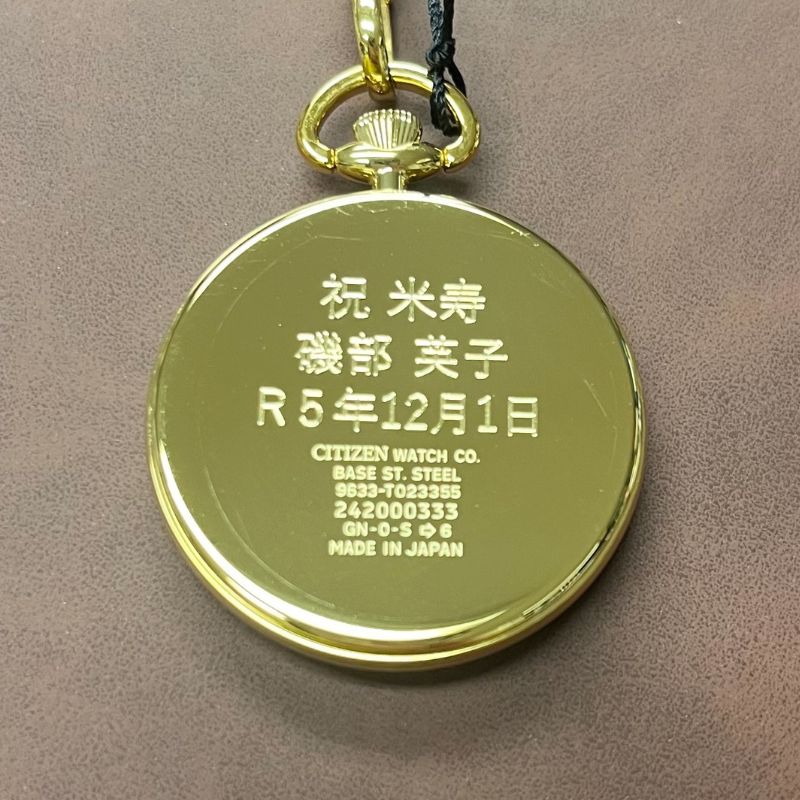 祝 米寿
磯部 英子
R5年12月1日
CITIZEN WATCH CO.
BASE ST. STEEL
9633-T023355
242000333
GN-0-S ⇨ 6
MADE IN JAPAN